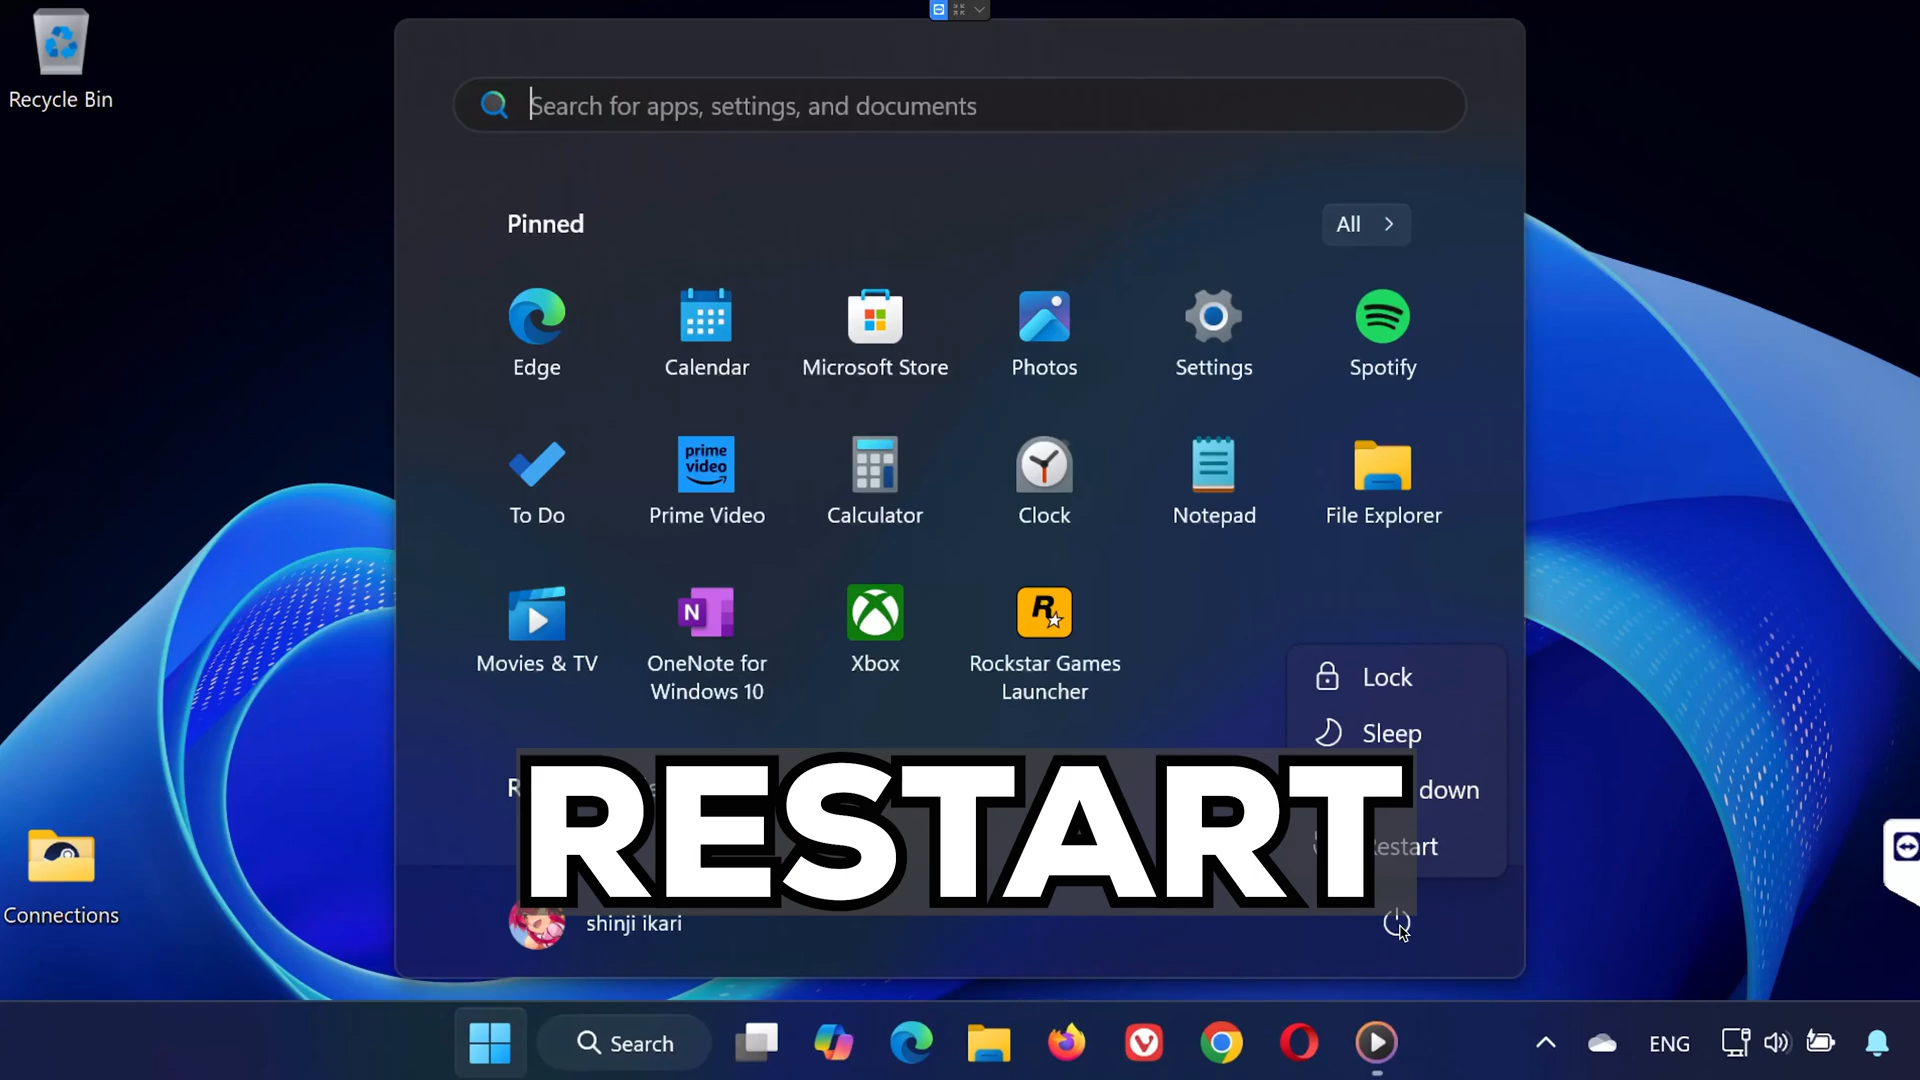 Recycle Bin
Search for apps, settings, and documents
Pinned
All
Edge
Calendar
Microsoft Store
Photos
Settings
Spotify
prime
video
To Do
Prime Video
Calculator
Clock
Notepad
File Explorer
N
R
Movies & TV
OneNote for
Windows 10
Xbox
Rockstar Games
Launcher
Lock
Sleep
down
Restart
RESTART
Connections
shinji ikari
Search
ENG